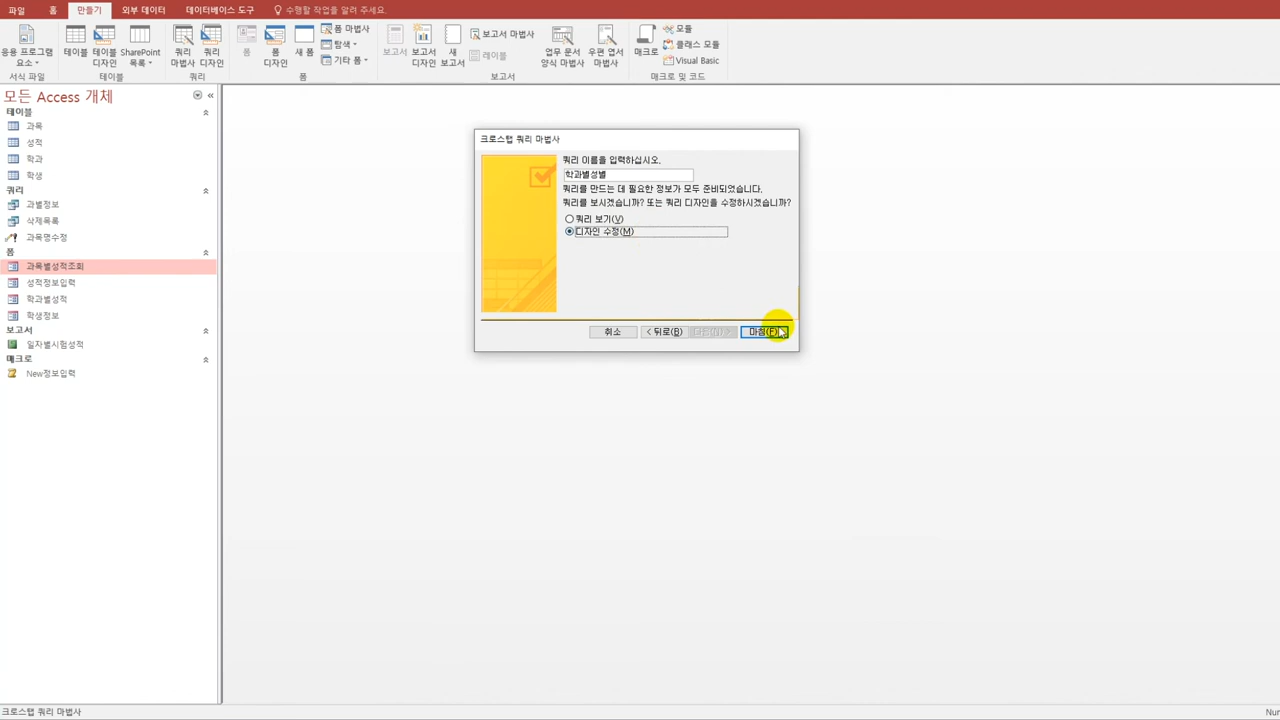 파일 홈 만들기 외부 데이터 데이터베이스 도구 수행할 작업을 알려 주세요.
응용 프로그램 요소
서식 파일
테이블
테이블 디자인
SharePoint 목록
테이블
쿼리 마법사
쿼리 디자인
쿼리
폼
폼 디자인
새 폼
폼 마법사
탐색
기타 폼
폼
보고서
보고서 디자인
새 보고서
보고서 마법사
레이블
업무 문서 양식 마법사
우편 엽서 마법사
보고서
매크로
모듈
클래스 모듈
Visual Basic
매크로 및 코드
모든 Access 개체
테이블
과목
성적
학과
학생
쿼리
과별정보
삭제목록
과목명수정
폼
과목별성적조회
성적정보입력
학과별성적
학생정보
보고서
일자별시험성적
매크로
New정보입력
크로스탭 쿼리 마법사
쿼리 이름을 입력하십시오.
학과별성별
쿼리를 만드는 데 필요한 정보가 모두 준비되었습니다.
쿼리를 보시겠습니까? 또는 쿼리 디자인을 수정하시겠습니까?
쿼리 보기(V)
디자인 수정(M)
취소 < 뒤로(B) 다음(N) > 마침(F)
크로스탭 쿼리 마법사
Nur